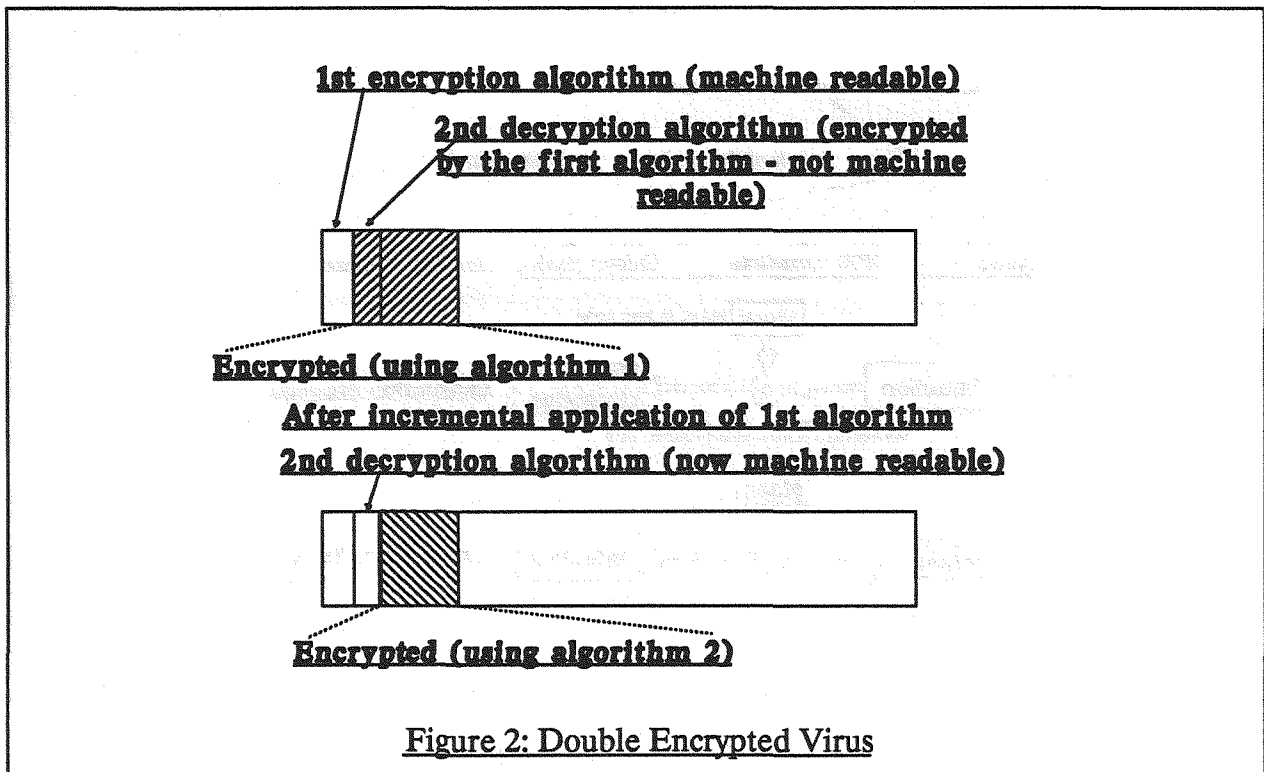 1st encryption algorithm (machine readable)
2nd decryption algorithm (encrypted
by the first algorithm - not machine
readable)
Encrypted (using algorithm 1)
After incremental application of 1st algorithm
2nd decryption algorithm (now machine readable)
Encrypted (using algorithm 2)
Figure 2: Double Encrypted Virus